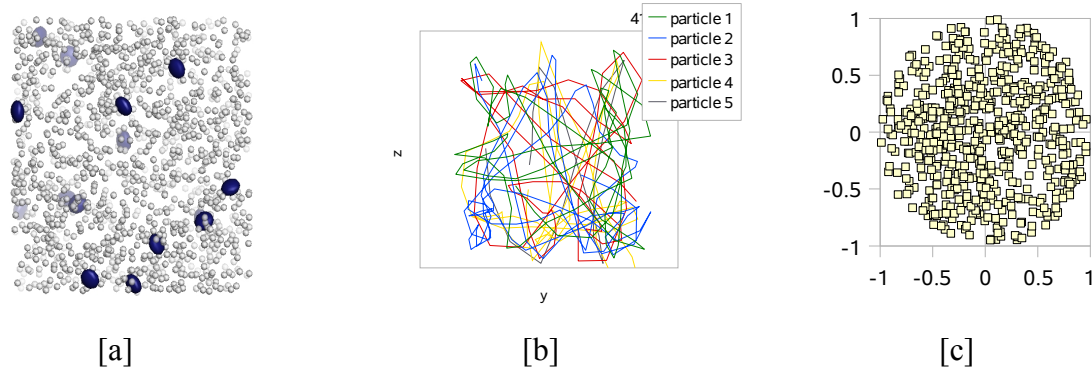 particle 1
particle 2
particle 3
particle 4
particle 5
z
y
1
0.5
0
-0.5
-1
-1 -0.5 0 0.5 1
[a] [b] [c]